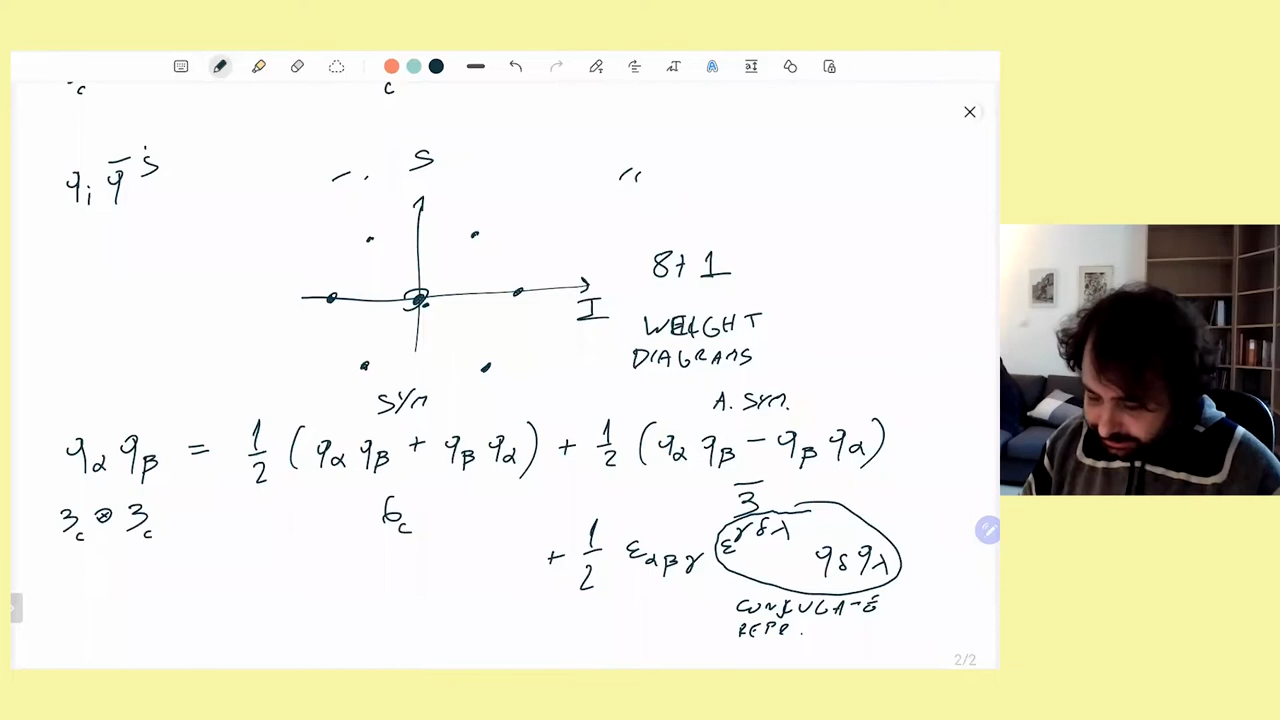 c c
q_i q̄^j
S
8+1
I
WEIGHT
DIAGRAMS
SYM A. SYM.
q_α q_β = 1/2 (q_α q_β + q_β q_α) + 1/2 (q_α q_β − q_β q_α)
3_c ⊗ 3_c 6_c 3̄
+ 1/2 ε_αβγ ε^γδλ q_δ q_λ
CONJUGATE
REPR.
2/2